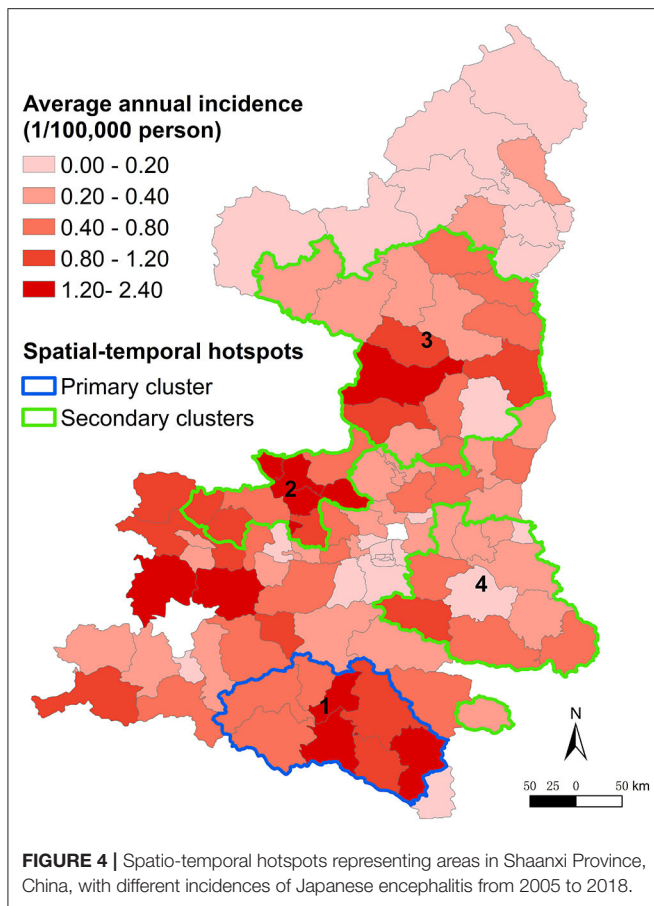 Average annual incidence
(1/100,000 person)
0.00 - 0.20
0.20 - 0.40
0.40 - 0.80
0.80 - 1.20
1.20- 2.40
Spatial-temporal hotspots
Primary cluster
Secondary clusters
3
2
4
1
N
50 25 0 50 km
FIGURE 4 | Spatio-temporal hotspots representing areas in Shaanxi Province,
China, with different incidences of Japanese encephalitis from 2005 to 2018.